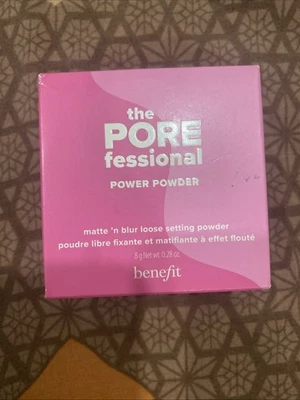 the
PORE
fessional
POWER POWDER
matte 'n blur loose setting powder
poudre libre fixante et matifiante à effet flouté
8 g Net wt. 0.28 oz.
benefit